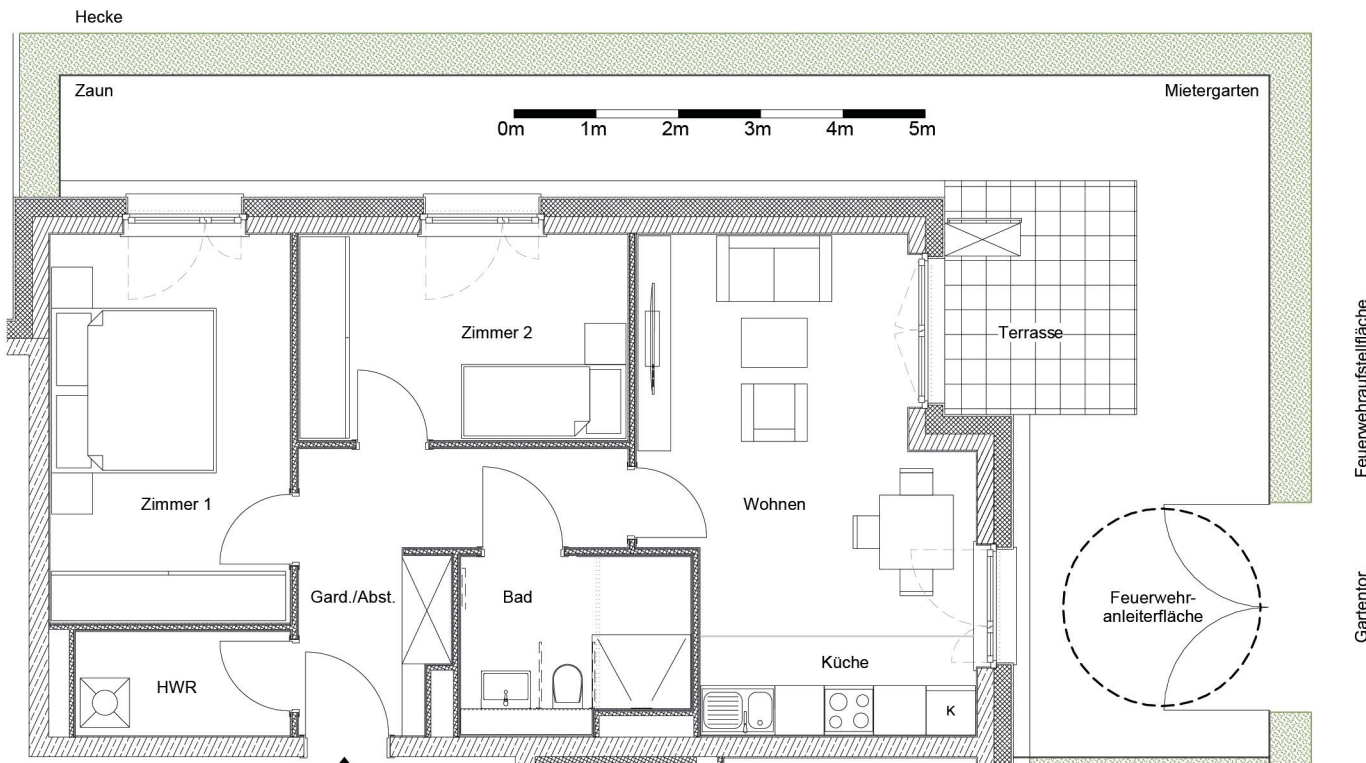 Hecke
Zaun
Mietergarten
0m 1m 2m 3m 4m 5m
Zimmer 2
Terrasse
Feuerwehraufstellfläche
Zimmer 1
Wohnen
Gard./Abst.
Bad
Feuerwehr-
anleiterfläche
Gartentor
Küche
HWR
K